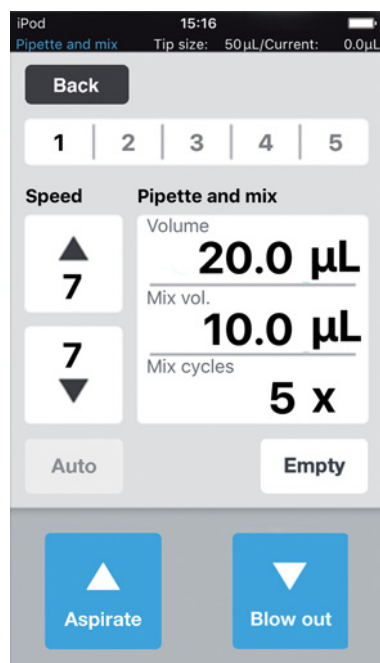 iPod 15:16
Pipette and mix Tip size: 50µL/Current: 0.0µL
Back
1 2 3 4 5
Speed Pipette and mix
Volume
20.0 µL
7
Mix vol.
10.0 µL
7
Mix cycles
5 x
Auto Empty
Aspirate Blow out